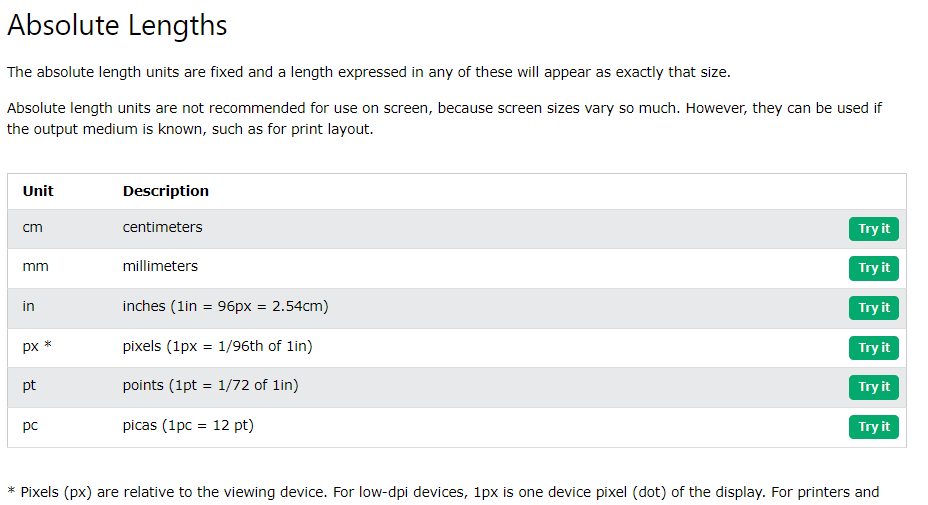 Absolute Lengths
The absolute length units are fixed and a length expressed in any of these will appear as exactly that size.
Absolute length units are not recommended for use on screen, because screen sizes vary so much. However, they can be used if
the output medium is known, such as for print layout.
Unit Description
cm centimeters Try it
mm millimeters Try it
in inches (1in = 96px = 2.54cm) Try it
px * pixels (1px = 1/96th of 1in) Try it
pt points (1pt = 1/72 of 1in) Try it
pc picas (1pc = 12 pt) Try it
* Pixels (px) are relative to the viewing device. For low-dpi devices, 1px is one device pixel (dot) of the display. For printers and